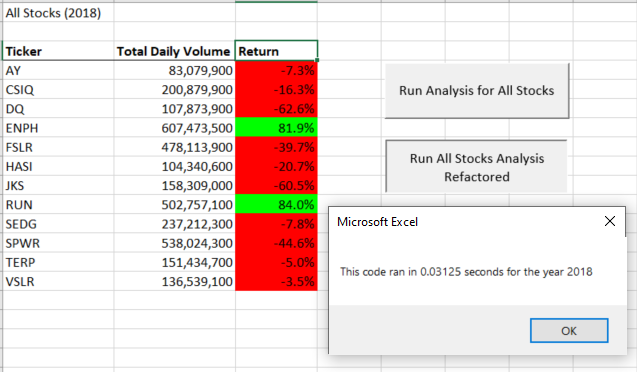 All Stocks (2018)
Ticker Total Daily Volume Return
AY 83,079,900 -7.3%
CSIQ 200,879,900 -16.3%
DQ 107,873,900 -62.6%
ENPH 607,473,500 81.9%
FSLR 478,113,900 -39.7%
HASI 104,340,600 -20.7%
JKS 158,309,000 -60.5%
RUN 502,757,100 84.0%
SEDG 237,212,300 -7.8%
SPWR 538,024,300 -44.6%
TERP 151,434,700 -5.0%
VSLR 136,539,100 -3.5%
Run Analysis for All Stocks
Run All Stocks Analysis
Refactored
Microsoft Excel
This code ran in 0.03125 seconds for the year 2018
OK